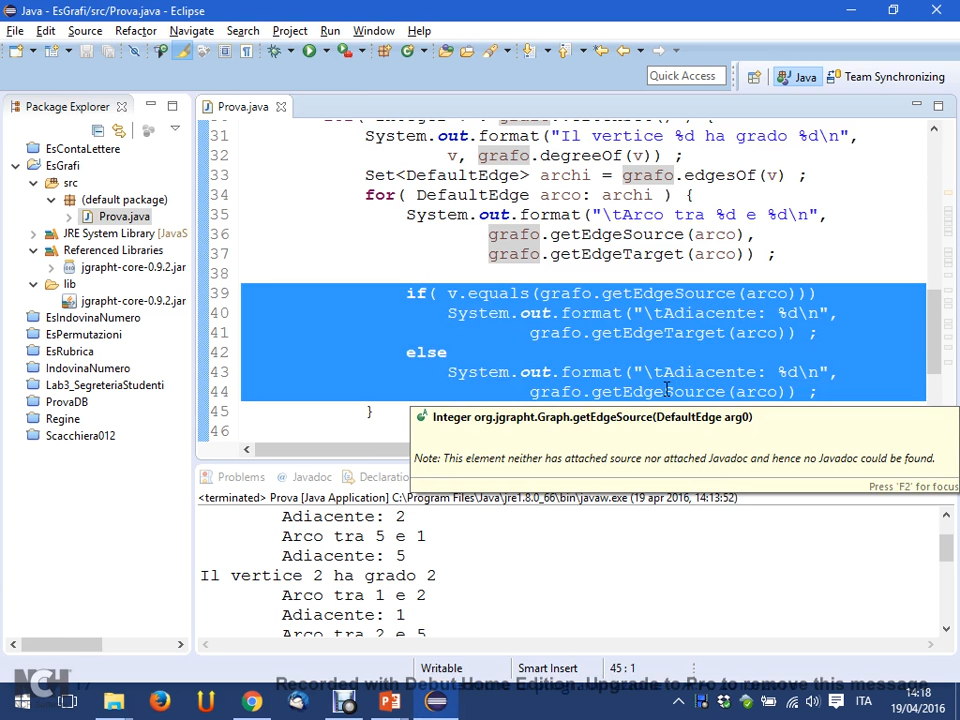 Java - EsGrafi/src/Prova.java - Eclipse
File Edit Source Refactor Navigate Search Project Run Window Help
Quick Access
Java
Team Synchronizing
Package Explorer
Prova.java
EsContaLettere
EsGrafi
src
(default package)
Prova.java
JRE System Library [JavaS
Referenced Libraries
jgrapht-core-0.9.2.jar
lib
jgrapht-core-0.9.2.jar
EsIndovinaNumero
EsPermutazioni
EsRubrica
IndovinaNumero
Lab3_SegreteriaStudenti
ProvaDB
Regine
Scacchiera012
31 System.out.format("Il vertice %d ha grado %d\n",
32 v, grafo.degreeOf(v)) ;
33 Set<DefaultEdge> archi = grafo.edgesOf(v) ;
34 for( DefaultEdge arco: archi ) {
35 System.out.format("\tArco tra %d e %d\n",
36 grafo.getEdgeSource(arco),
37 grafo.getEdgeTarget(arco)) ;
38
39 if( v.equals(grafo.getEdgeSource(arco)))
40 System.out.format("\tAdiacente: %d\n",
41 grafo.getEdgeTarget(arco)) ;
42 else
43 System.out.format("\tAdiacente: %d\n",
44 grafo.getEdgeSource(arco)) ;
45 }
46
Integer org.jgrapht.Graph.getEdgeSource(DefaultEdge arg0)
Note: This element neither has attached source nor attached Javadoc and hence no Javadoc could be found.
Press 'F2' for focus
Problems @ Javadoc Declaratio
<terminated> Prova [Java Application] C:\Program Files\Java\jre1.8.0_66\bin\javaw.exe (19 apr 2016, 14:13:52)
Adiacente: 2
Arco tra 5 e 1
Adiacente: 5
Il vertice 2 ha grado 2
Arco tra 1 e 2
Adiacente: 1
Arco tra 2 e 5
Writable
Smart Insert
45 : 1
NCH
Recorded with Debut Home Edition. Upgrade to Pro to remove this message
17
ITA
14:18
19/04/2016